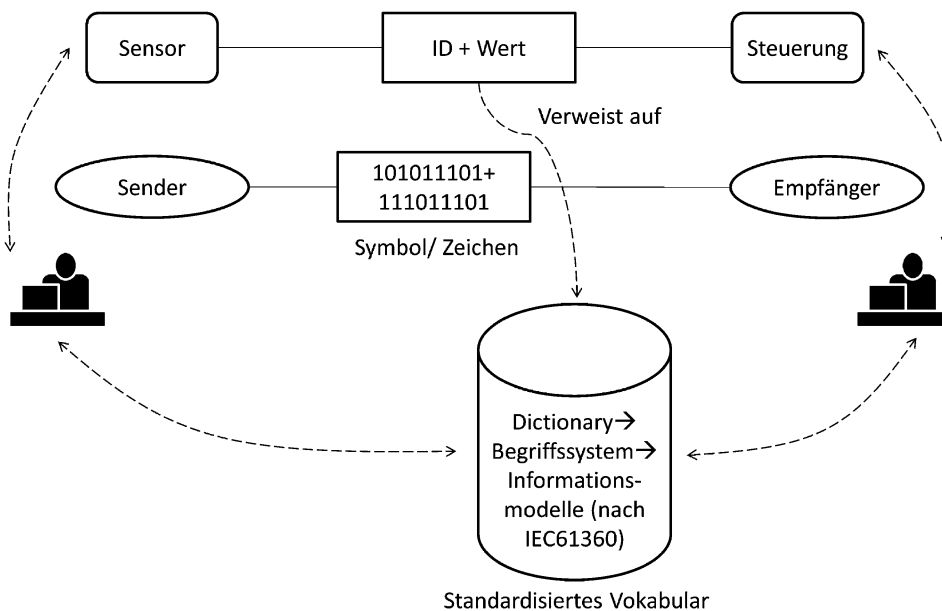 Sensor
ID + Wert
Steuerung
Verweist auf
Sender
101011101+
111011101
Empfänger
Symbol/ Zeichen
Dictionary→
Begriffssystem→
Informations-
modelle (nach
IEC61360)
Standardisiertes Vokabular